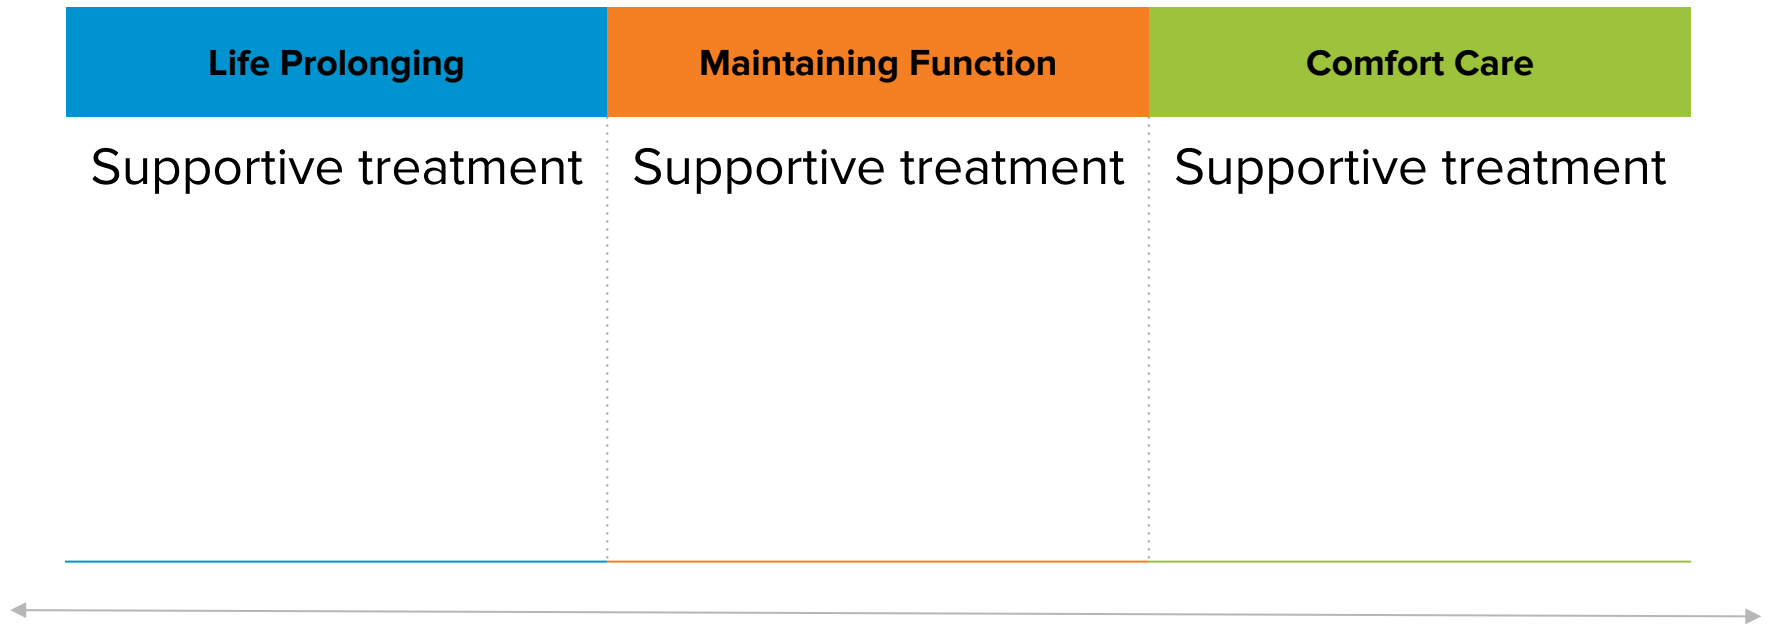 Life Prolonging
Maintaining Function
Comfort Care
Supportive treatment
Supportive treatment
Supportive treatment